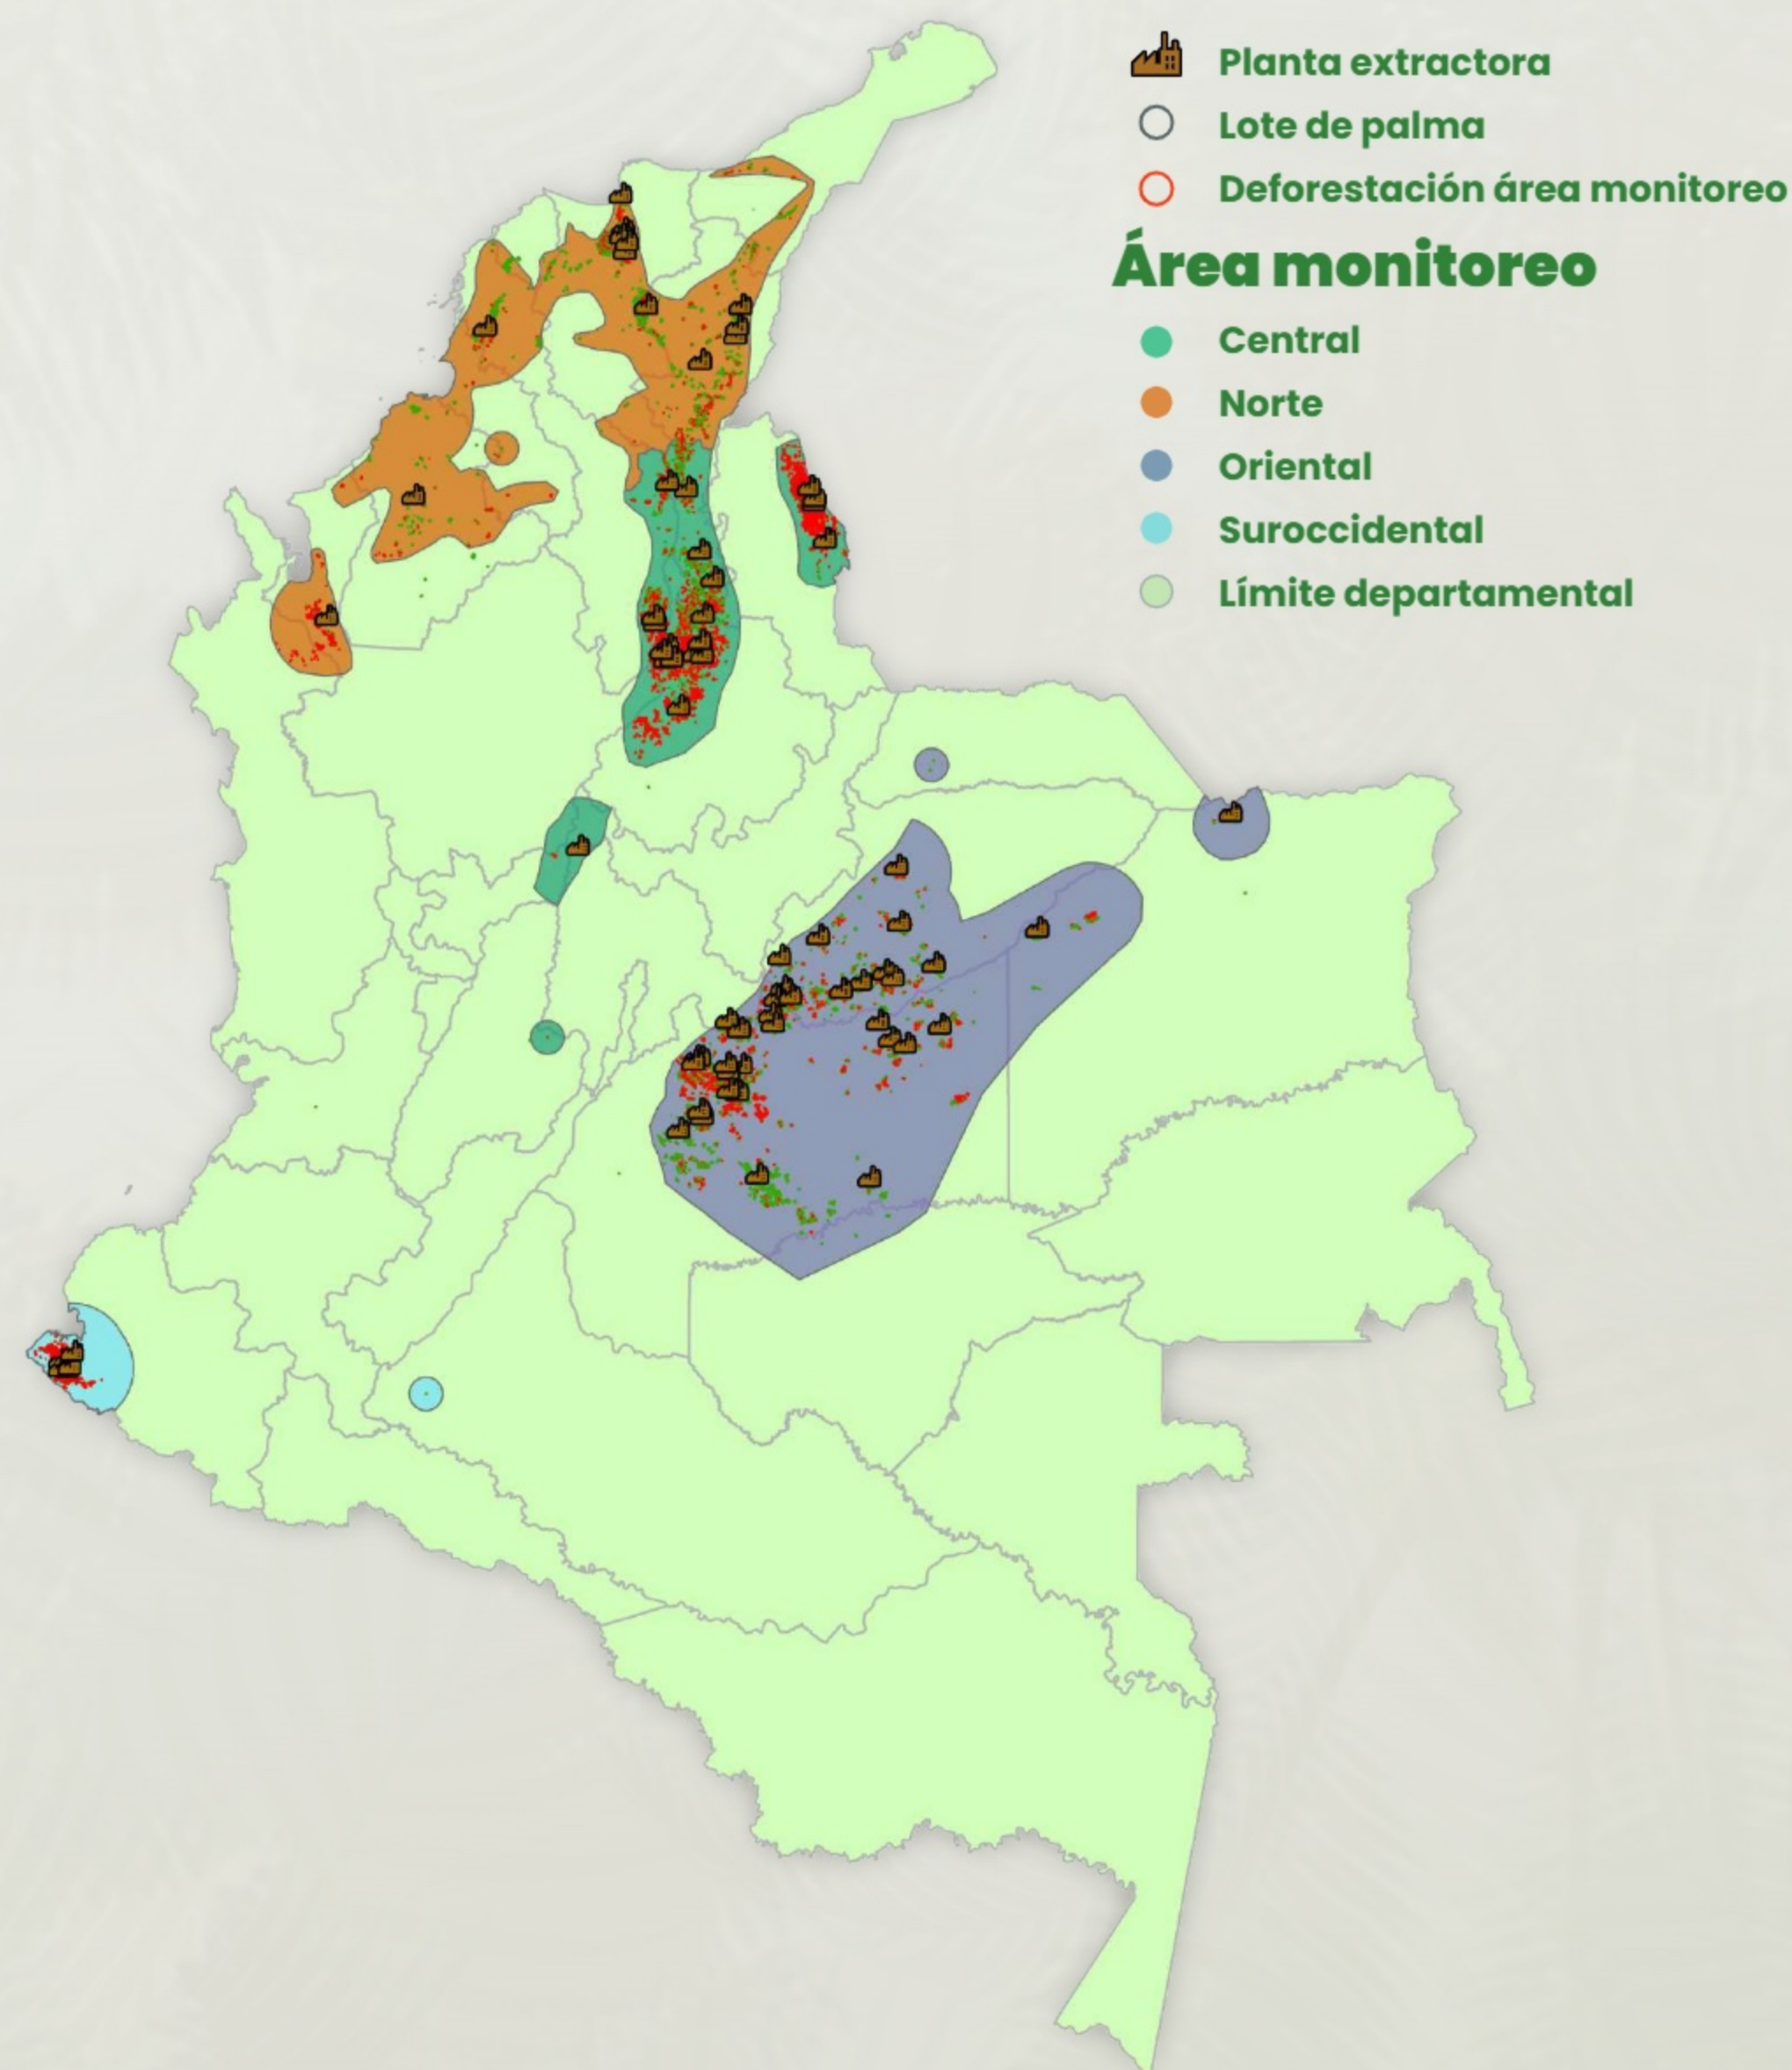 Planta extractora
Lote de palma
Deforestación área monitoreo
Área monitoreo
Central
Norte
Oriental
Suroccidental
Límite departamental